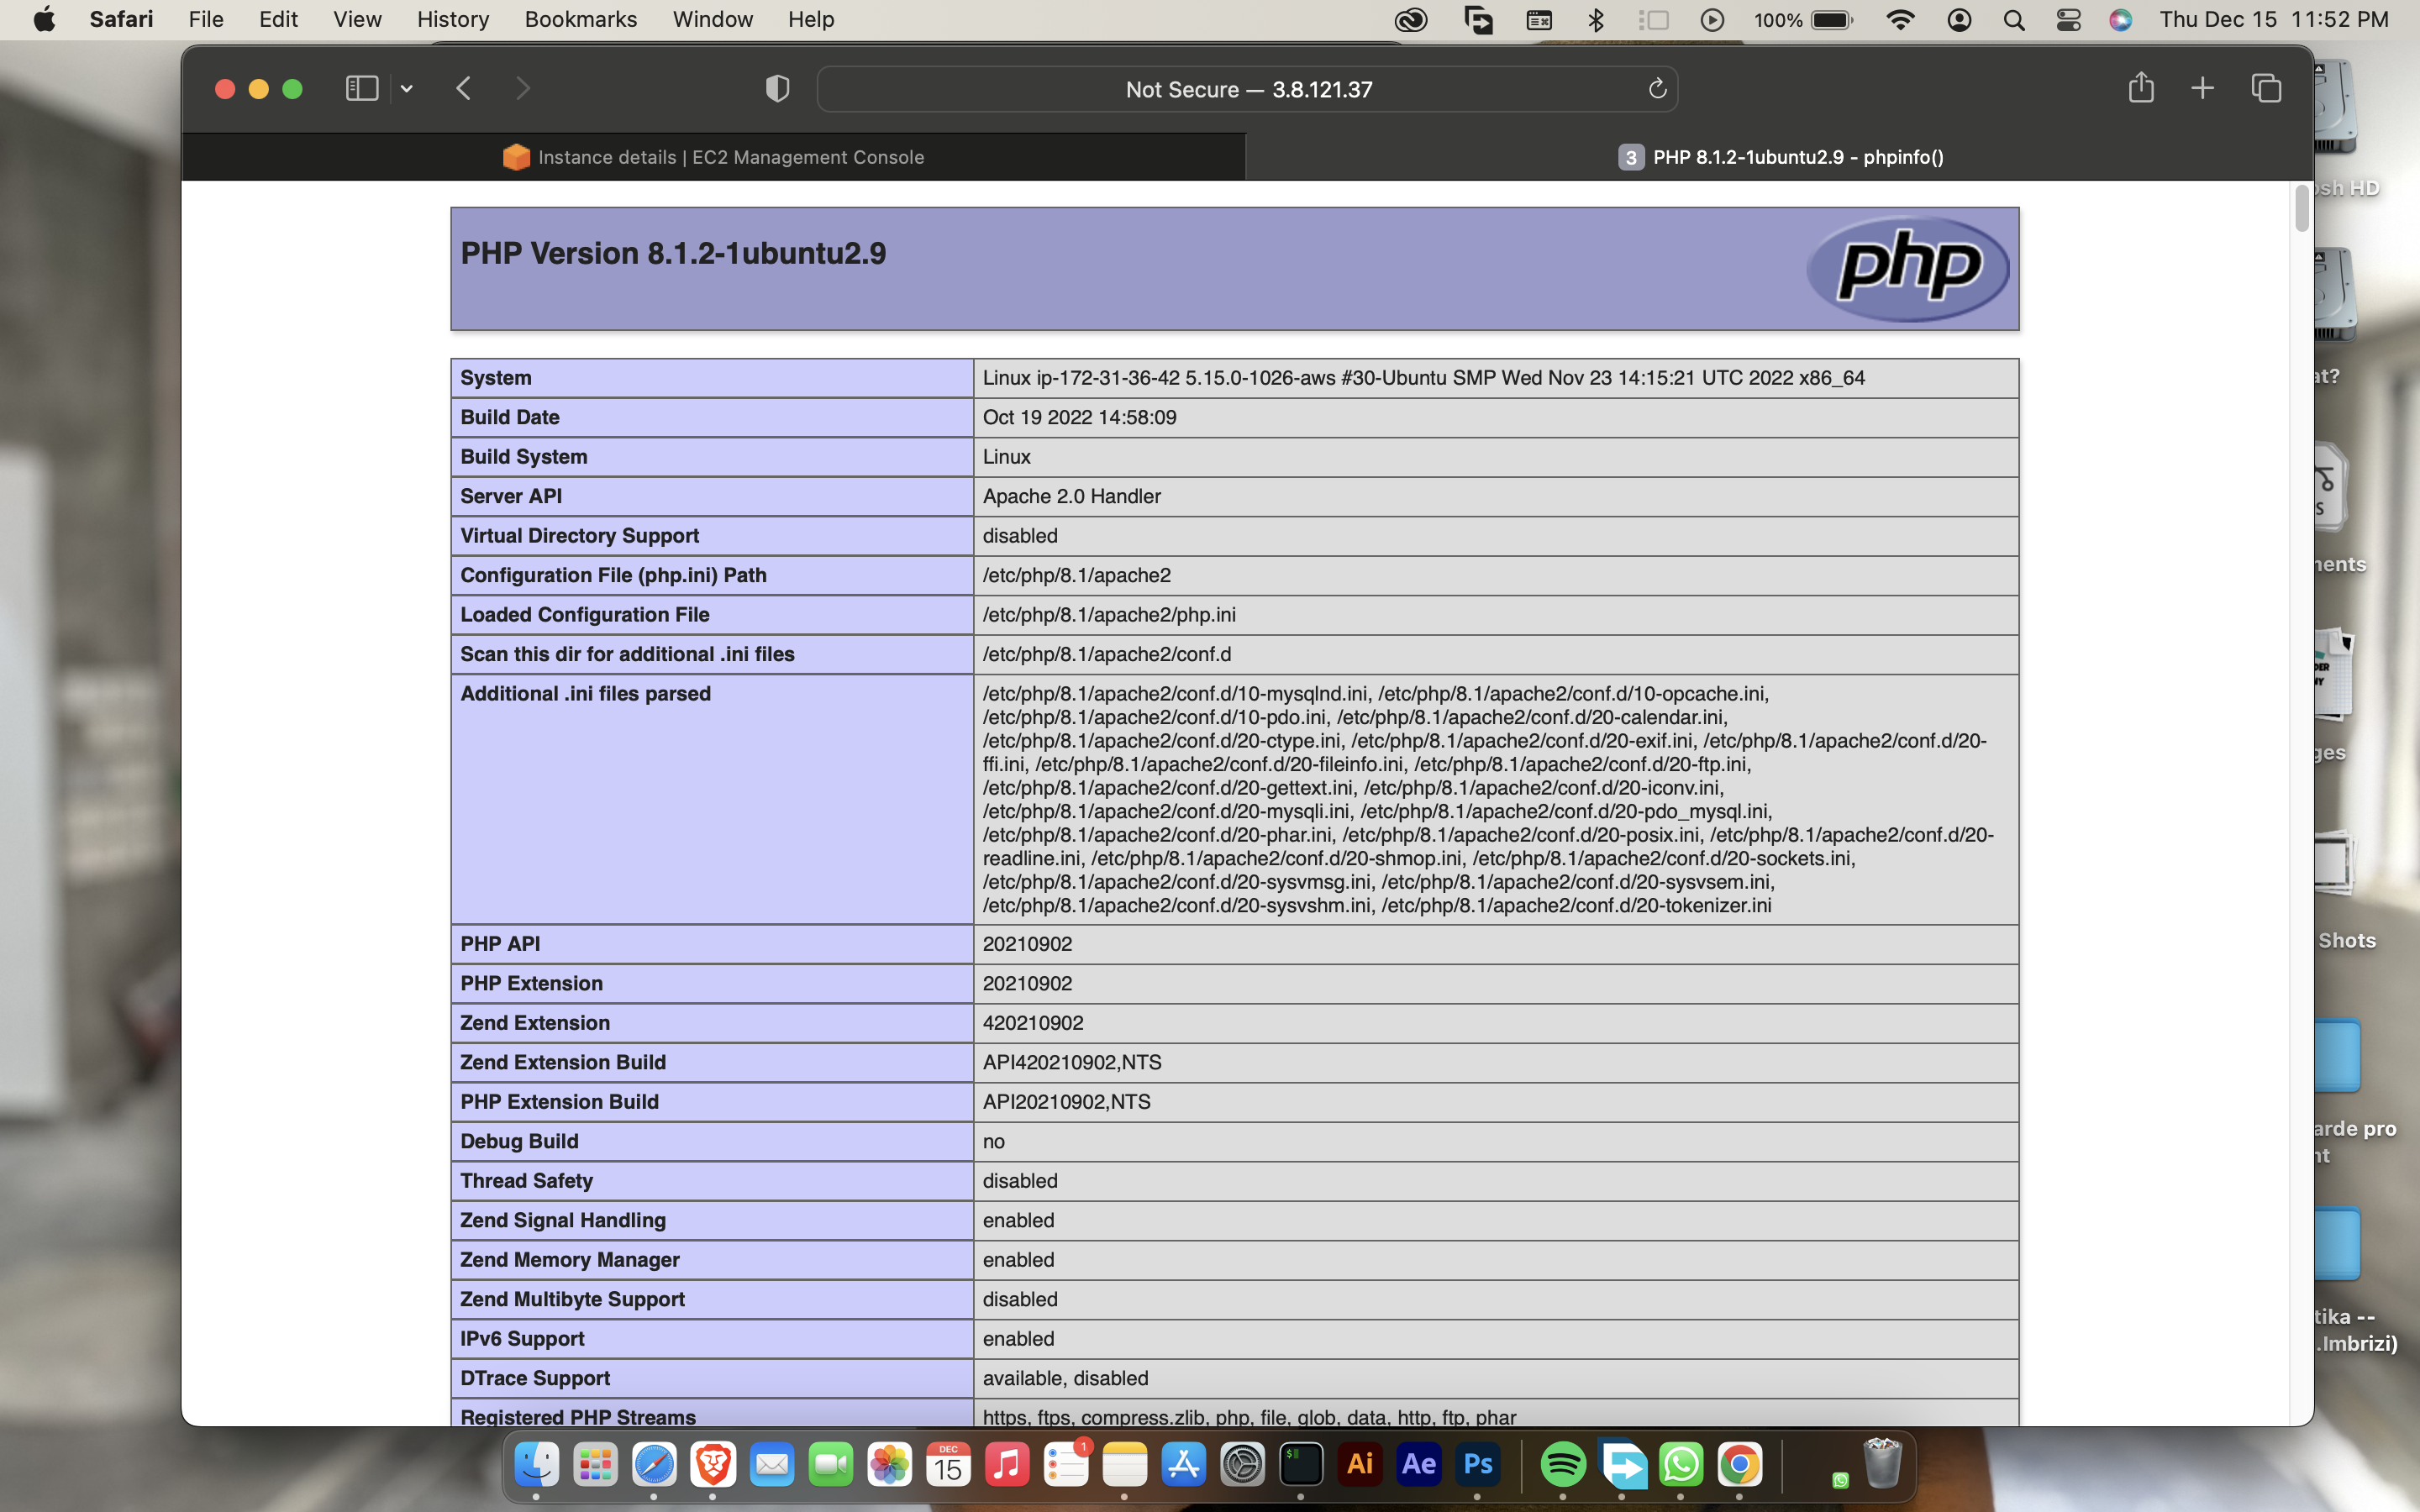 Safari File Edit View History Bookmarks Window Help 100% Thu Dec 15 11:52 PM
Not Secure — 3.8.121.37
Instance details | EC2 Management Console
3 PHP 8.1.2-1ubuntu2.9 - phpinfo()
PHP Version 8.1.2-1ubuntu2.9
php
System Linux ip-172-31-36-42 5.15.0-1026-aws #30-Ubuntu SMP Wed Nov 23 14:15:21 UTC 2022 x86_64
Build Date Oct 19 2022 14:58:09
Build System Linux
Server API Apache 2.0 Handler
Virtual Directory Support disabled
Configuration File (php.ini) Path /etc/php/8.1/apache2
Loaded Configuration File /etc/php/8.1/apache2/php.ini
Scan this dir for additional .ini files /etc/php/8.1/apache2/conf.d
Additional .ini files parsed /etc/php/8.1/apache2/conf.d/10-mysqlnd.ini, /etc/php/8.1/apache2/conf.d/10-opcache.ini,
/etc/php/8.1/apache2/conf.d/10-pdo.ini, /etc/php/8.1/apache2/conf.d/20-calendar.ini,
/etc/php/8.1/apache2/conf.d/20-ctype.ini, /etc/php/8.1/apache2/conf.d/20-exif.ini, /etc/php/8.1/apache2/conf.d/20-
ffi.ini, /etc/php/8.1/apache2/conf.d/20-fileinfo.ini, /etc/php/8.1/apache2/conf.d/20-ftp.ini,
/etc/php/8.1/apache2/conf.d/20-gettext.ini, /etc/php/8.1/apache2/conf.d/20-iconv.ini,
/etc/php/8.1/apache2/conf.d/20-mysqli.ini, /etc/php/8.1/apache2/conf.d/20-pdo_mysql.ini,
/etc/php/8.1/apache2/conf.d/20-phar.ini, /etc/php/8.1/apache2/conf.d/20-posix.ini, /etc/php/8.1/apache2/conf.d/20-
readline.ini, /etc/php/8.1/apache2/conf.d/20-shmop.ini, /etc/php/8.1/apache2/conf.d/20-sockets.ini,
/etc/php/8.1/apache2/conf.d/20-sysvmsg.ini, /etc/php/8.1/apache2/conf.d/20-sysvsem.ini,
/etc/php/8.1/apache2/conf.d/20-sysvshm.ini, /etc/php/8.1/apache2/conf.d/20-tokenizer.ini
PHP API 20210902
PHP Extension 20210902
Zend Extension 420210902
Zend Extension Build API420210902,NTS
PHP Extension Build API20210902,NTS
Debug Build no
Thread Safety disabled
Zend Signal Handling enabled
Zend Memory Manager enabled
Zend Multibyte Support disabled
IPv6 Support enabled
DTrace Support available, disabled
Registered PHP Streams https, ftps, compress.zlib, php, file, glob, data, http, ftp, phar
osh HD
at?
nents
ges
Shots
arde pro
nt
tika --
.Imbrizi)
DEC
15
1
Ai Ae Ps